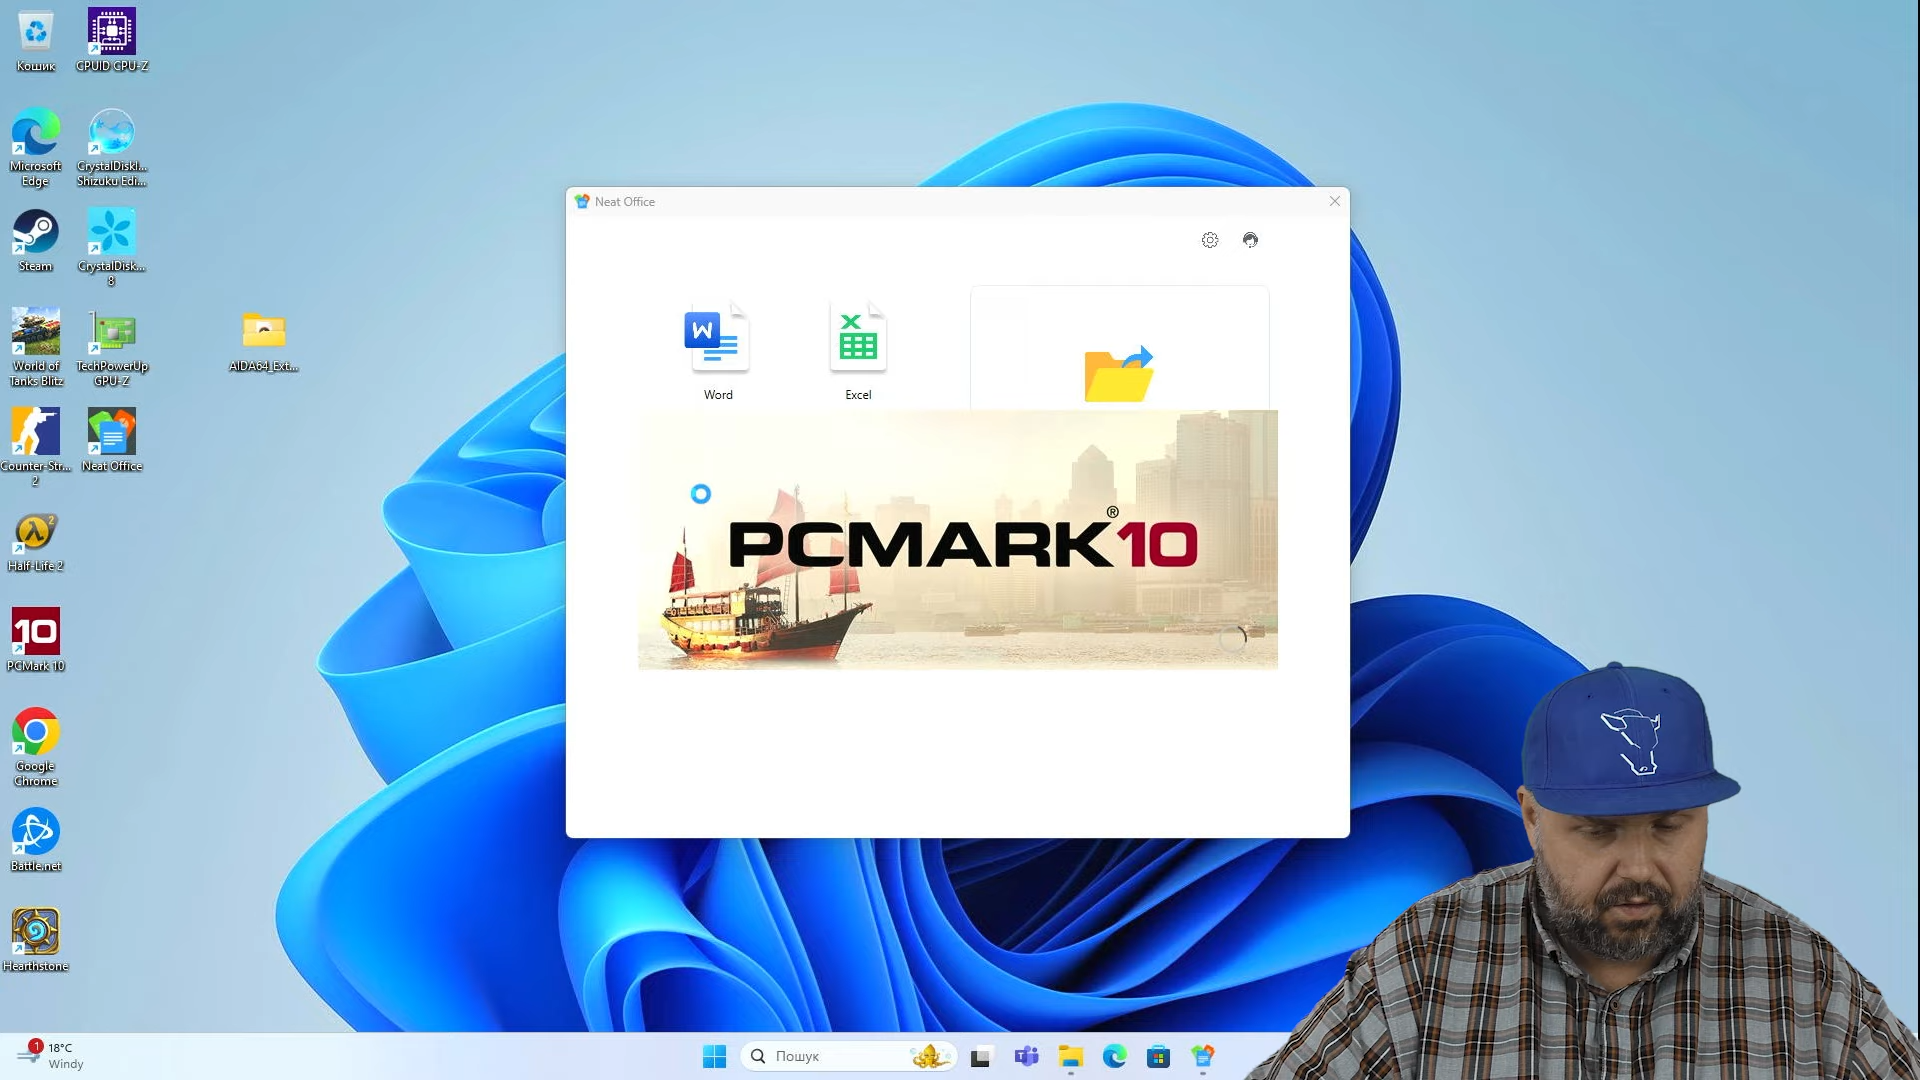 Кошик
CPUID CPU-Z
Microsoft
Edge
CrystalDiskI...
Shizuku Edi...
Steam
CrystalDisk...
8
World of
Tanks Blitz
TechPowerUp
GPU-Z
AIDA64_Ext...
Counter-Str...
2
Neat Office
Half-Life 2
10
PCMark 10
Google
Chrome
Battle.net
Hearthstone
Neat Office
W
Word
X
Excel
PCMARK®10
1
18°C
Windy
Пошук